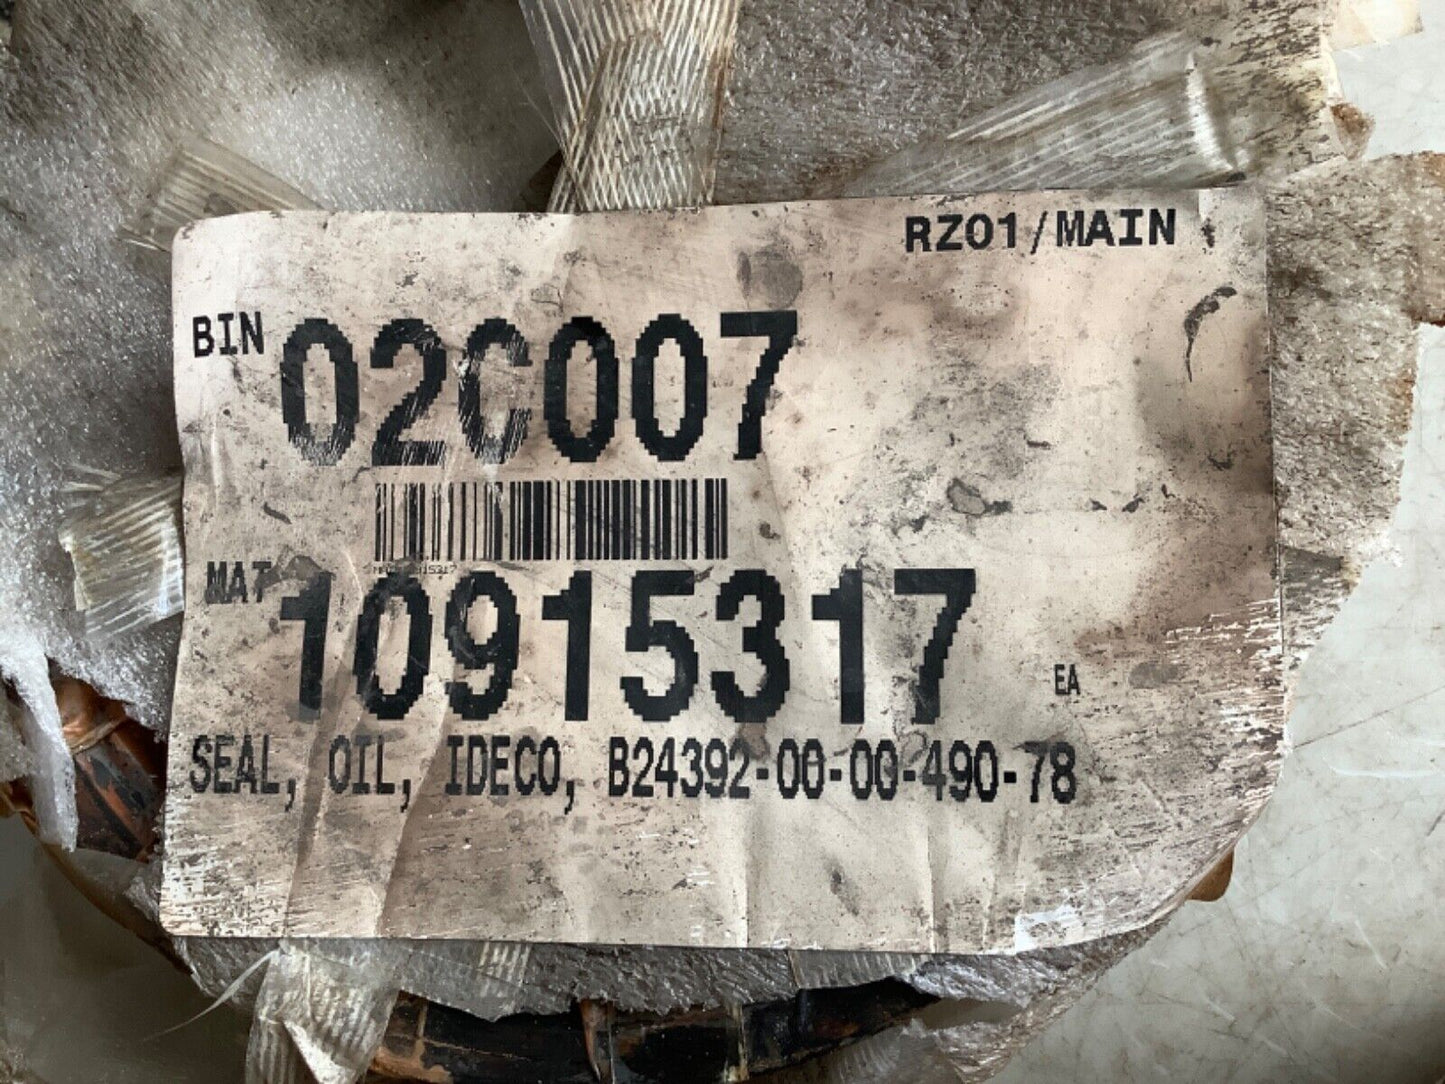 RZ01/MAIN
BIN 02C007
MAT 10915317
EA
SEAL, OIL, IDECO, B24392-00-00-490-78